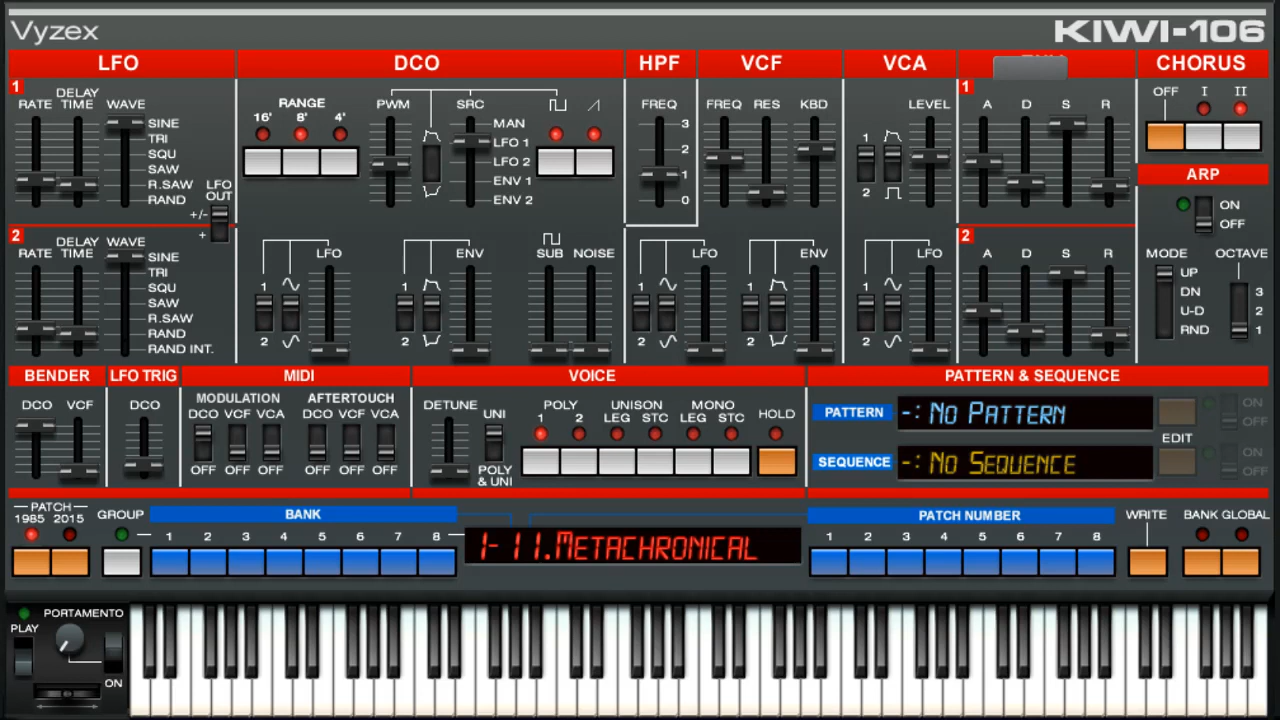 Vyzex KIWI-106
LFO DCO HPF VCF VCA CHORUS
1 DELAY 1 OFF I II
RATE TIME WAVE RANGE PWM SRC FREQ FREQ RES KBD LEVEL A D S R
16' 8' 4'
SINE MAN 3 1
TRI LFO 1 2
SQU LFO 2
SAW ENV 1 1 ARP
R.SAW LFO OUT ENV 2 2
RAND 0
+/- ON
+ OFF
2 DELAY 2
RATE TIME WAVE LFO ENV SUB NOISE LFO ENV LFO A D S R MODE OCTAVE
SINE UP
TRI
SQU 1 1 1 1 1 DN 3
SAW U-D 2
R.SAW RND 1
RAND 2 2 2 2 2
RAND INT.
BENDER LFO TRIG MIDI VOICE PATTERN & SEQUENCE
MODULATION AFTERTOUCH
DCO VCF DCO DCO VCF VCA DCO VCF VCA DETUNE UNI POLY UNISON MONO HOLD
1 2 LEG STC LEG STC
PATTERN -: No Pattern ON
OFF
EDIT
SEQUENCE -: No Sequence ON
OFF
OFF OFF OFF OFF OFF OFF OFF POLY & UNI
PATCH
1985 2015 GROUP BANK PATCH NUMBER WRITE BANK GLOBAL
1 2 3 4 5 6 7 8 1-11.Metachronical 1 2 3 4 5 6 7 8
PORTAMENTO
PLAY
ON